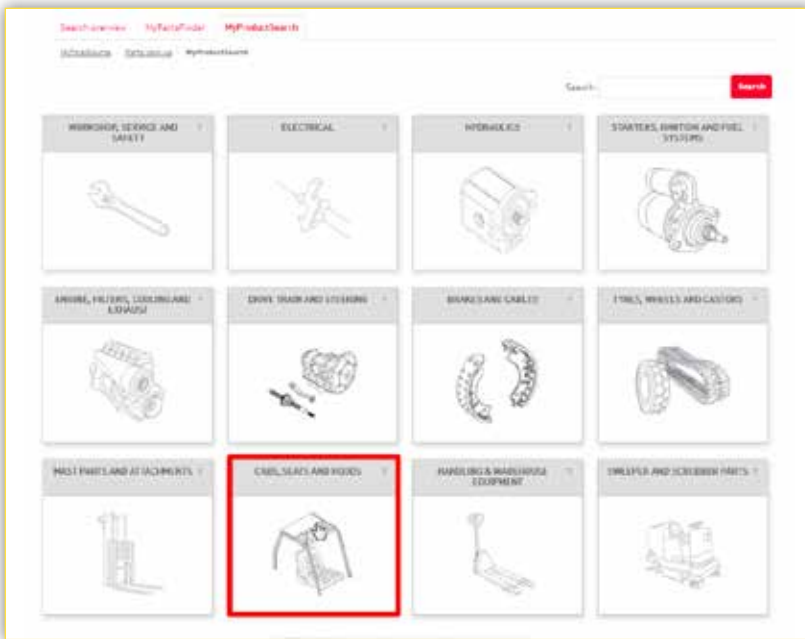 Search overview MyPartsFinder MyProductSearch
MyProductSearch
Search Search
WORKSHOP, SERVICE AND SAFETY
ELECTRICAL
HYDRAULICS
STARTERS, IGNITION AND FUEL SYSTEMS
ENGINE, FILTERS, COOLING AND EXHAUST
DRIVE TRAIN AND STEERING
BRAKES AND CABLES
TYRES, WHEELS AND CASTORS
MAST PARTS AND ATTACHMENTS
CABS, SEATS AND HOODS
HANDLING & WAREHOUSE EQUIPMENT
SWEEPER AND SCRUBBER PARTS